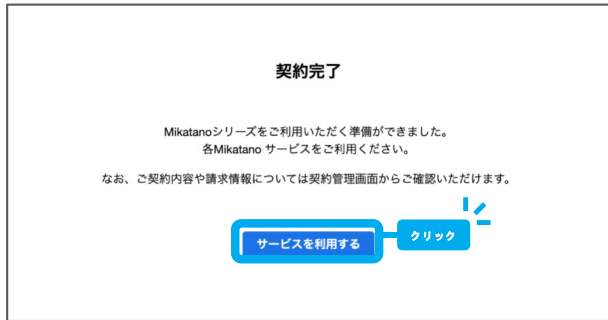 契約完了
Mikatanoシリーズをご利用いただく準備ができました。
各Mikatano サービスをご利用ください。
なお、ご契約内容や請求情報については契約管理画面からご確認いただけます。
サービスを利用する
クリック